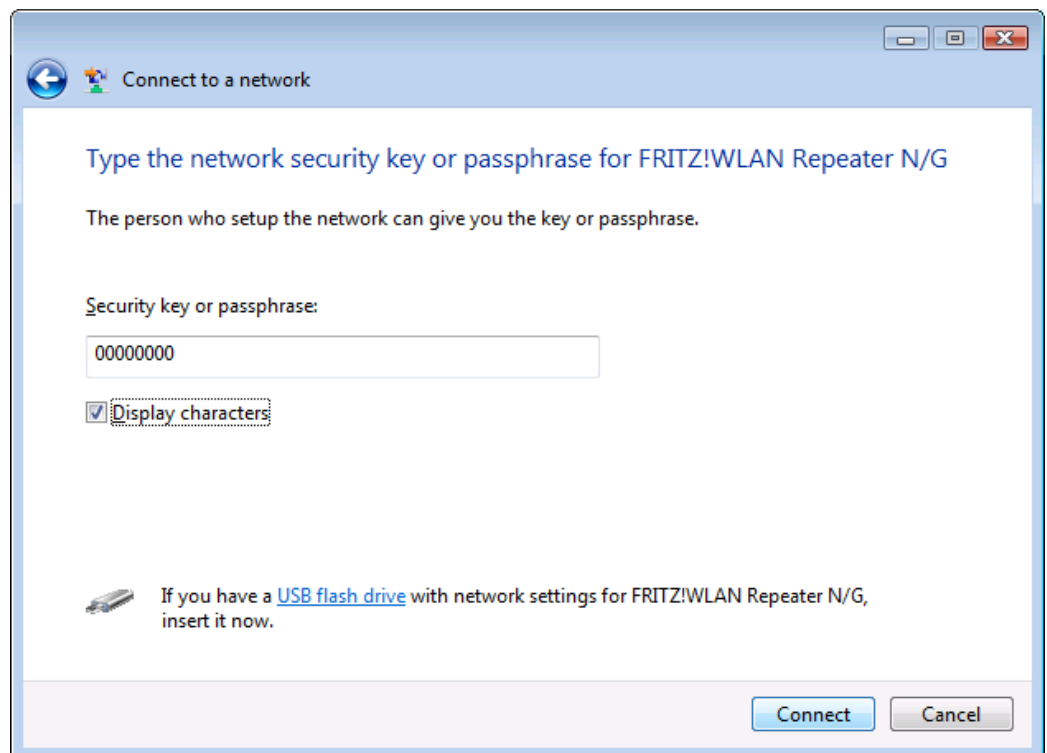 Connect to a network
Type the network security key or passphrase for FRITZ!WLAN Repeater N/G
The person who setup the network can give you the key or passphrase.
Security key or passphrase:
00000000
Display characters
If you have a USB flash drive with network settings for FRITZ!WLAN Repeater N/G,
insert it now.
Connect
Cancel